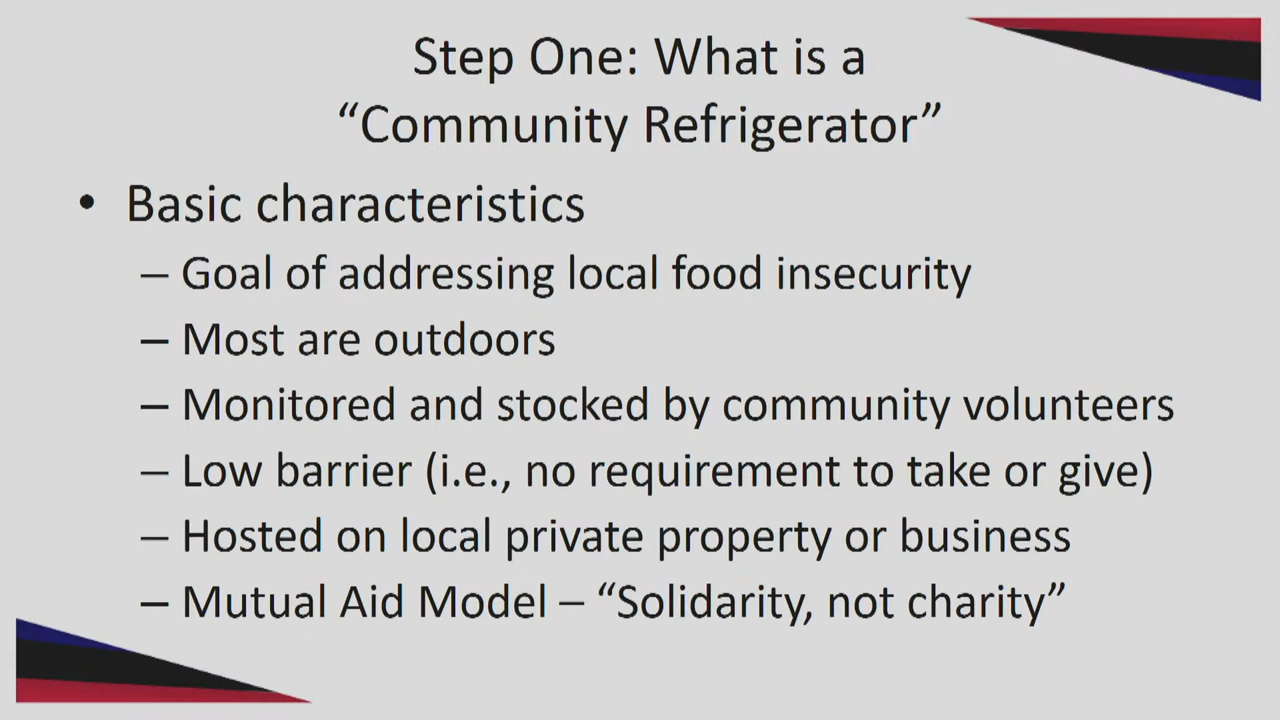 Step One: What is a
“Community Refrigerator”
• Basic characteristics
– Goal of addressing local food insecurity
– Most are outdoors
– Monitored and stocked by community volunteers
– Low barrier (i.e., no requirement to take or give)
– Hosted on local private property or business
– Mutual Aid Model – “Solidarity, not charity”